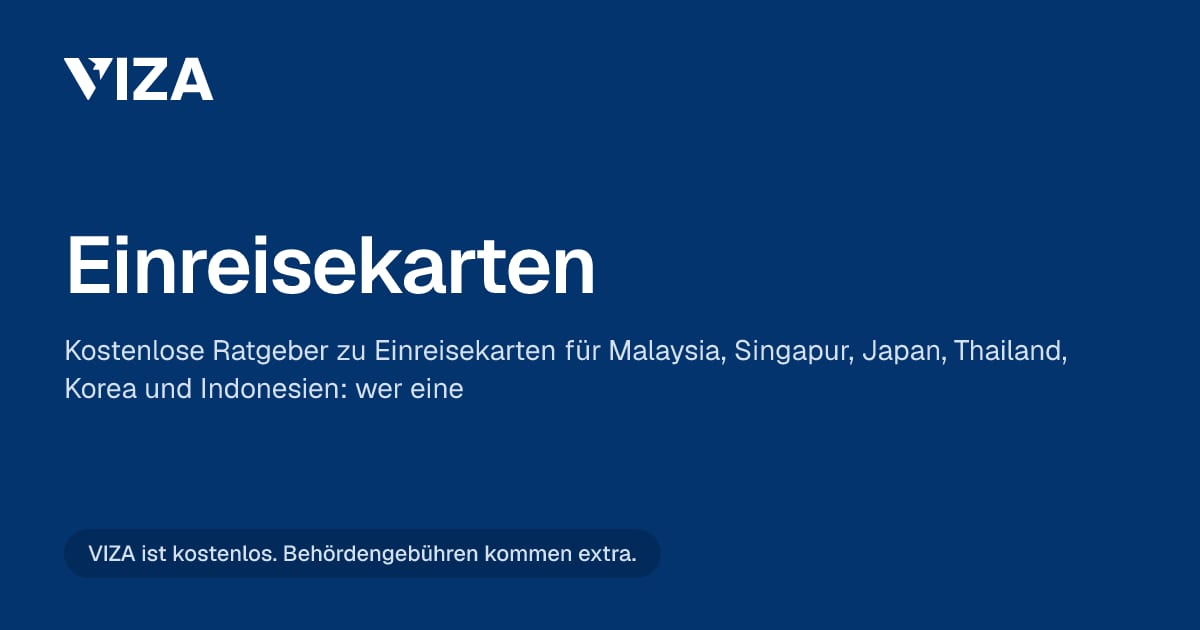 VIZA
Einreisekarten
Kostenlose Ratgeber zu Einreisekarten für Malaysia, Singapur, Japan, Thailand,
Korea und Indonesien: wer eine
VIZA ist kostenlos. Behördengebühren kommen extra.